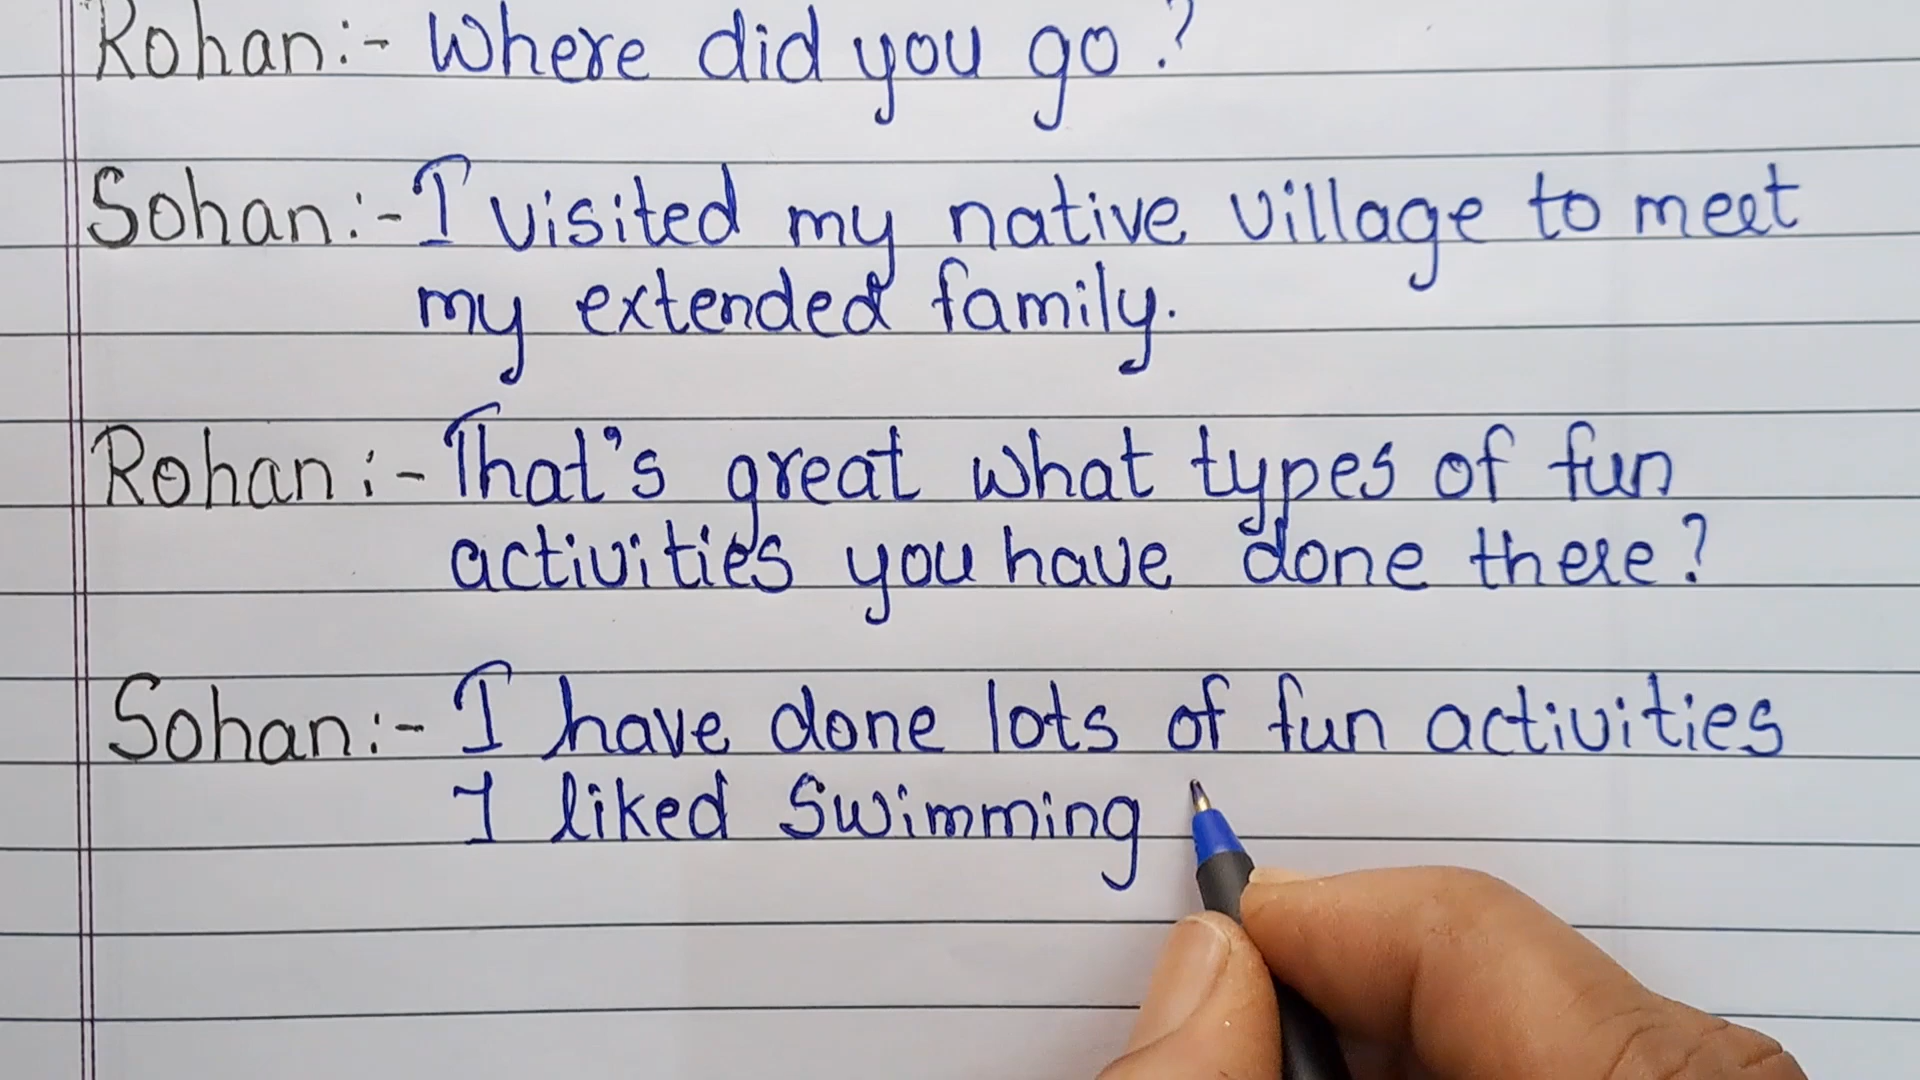 Rohan:- Where did you go?
Sohan:- I visited my native village to meet
my extended family.
Rohan:- That's great what types of fun
activities you have done there?
Sohan:- I have done lots of fun activities
I liked Swimming